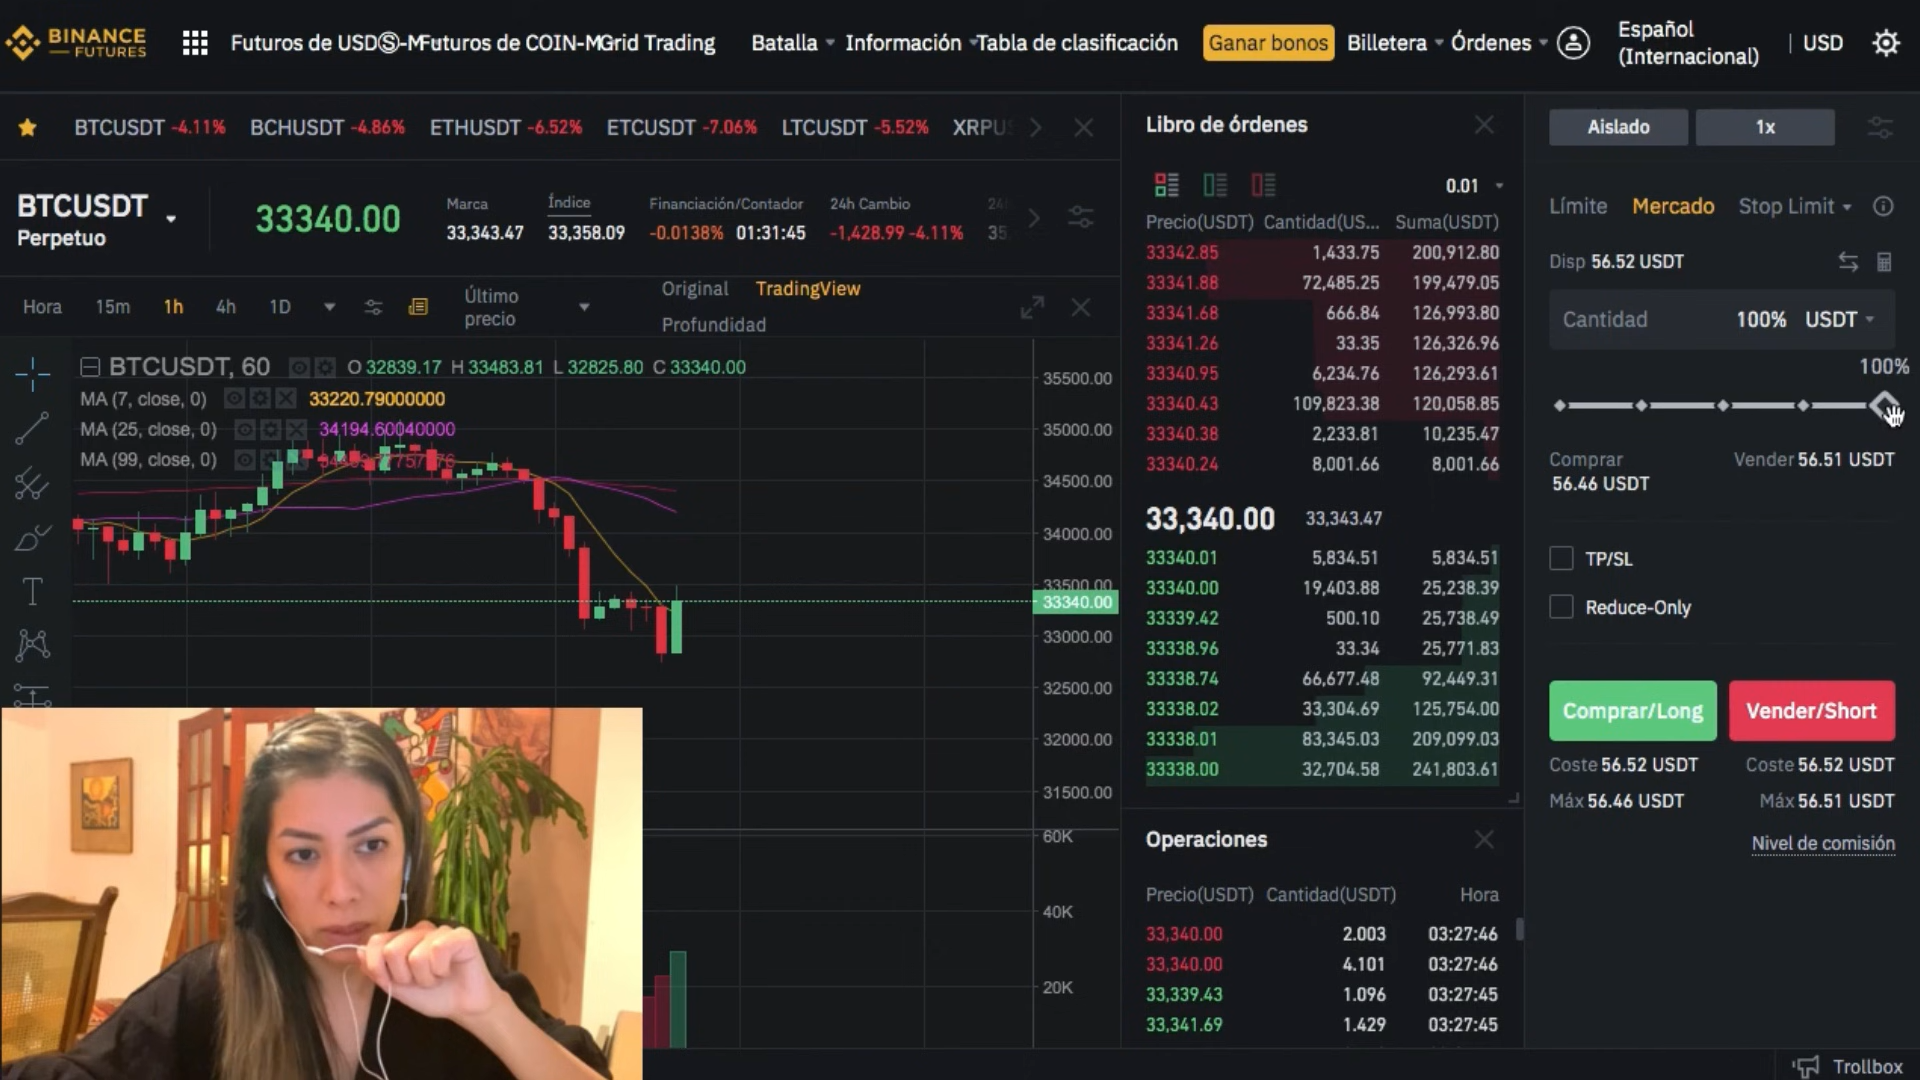 BINANCE
FUTURES
Futuros de USDⓈ-M Futuros de COIN-M Grid Trading Batalla Información Tabla de clasificación Ganar bonos Billetera Órdenes Español (Internacional) | USD
BTCUSDT -4.11% BCHUSDT -4.86% ETHUSDT -6.52% ETCUSDT -7.06% LTCUSDT -5.52% XRPUS
BTCUSDT
Perpetuo
33340.00
Marca
33,343.47
Índice
33,358.09
Financiación/Contador
-0.0138% 01:31:45
24h Cambio
-1,428.99 -4.11%
24
35
Hora 15m 1h 4h 1D Último precio
Original TradingView
Profundidad
BTCUSDT, 60 O 32839.17 H 33483.81 L 32825.80 C 33340.00
MA (7, close, 0) 33220.79000000
MA (25, close, 0) 34194.60040000
MA (99, close, 0)
35500.00
35000.00
34500.00
34000.00
33500.00
33340.00
33000.00
32500.00
32000.00
31500.00
60K
40K
20K
Libro de órdenes
0.01
Precio(USDT) Cantidad(US... Suma(USDT)
33342.85 1,433.75 200,912.80
33341.88 72,485.25 199,479.05
33341.68 666.84 126,993.80
33341.26 33.35 126,326.96
33340.95 6,234.76 126,293.61
33340.43 109,823.38 120,058.85
33340.38 2,233.81 10,235.47
33340.24 8,001.66 8,001.66
33,340.00 33,343.47
33340.01 5,834.51 5,834.51
33340.00 19,403.88 25,238.39
33339.42 500.10 25,738.49
33338.96 33.34 25,771.83
33338.74 66,677.48 92,449.31
33338.02 33,304.69 125,754.00
33338.01 83,345.03 209,099.03
33338.00 32,704.58 241,803.61
Operaciones
Precio(USDT) Cantidad(USDT) Hora
33,340.00 2.003 03:27:46
33,340.00 4.101 03:27:46
33,339.43 1.096 03:27:45
33,341.69 1.429 03:27:45
Aislado 1x
Límite Mercado Stop Limit
Disp 56.52 USDT
Cantidad 100% USDT
100%
Comprar
56.46 USDT
Vender 56.51 USDT
TP/SL
Reduce-Only
Comprar/Long Vender/Short
Coste 56.52 USDT Coste 56.52 USDT
Máx 56.46 USDT Máx 56.51 USDT
Nivel de comisión
Trollbox